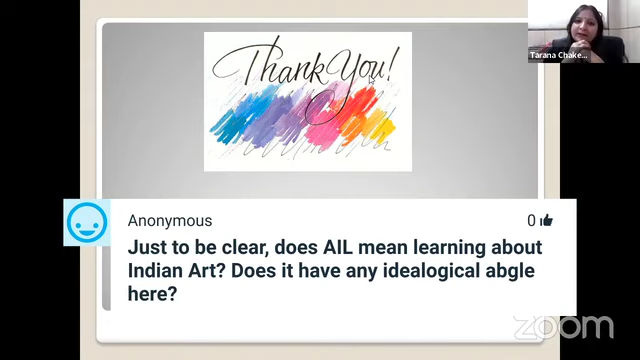 Thank You!
Tarana Chake...
Anonymous
0
Just to be clear, does AIL mean learning about
Indian Art? Does it have any idealogical abgle
here?
zoom